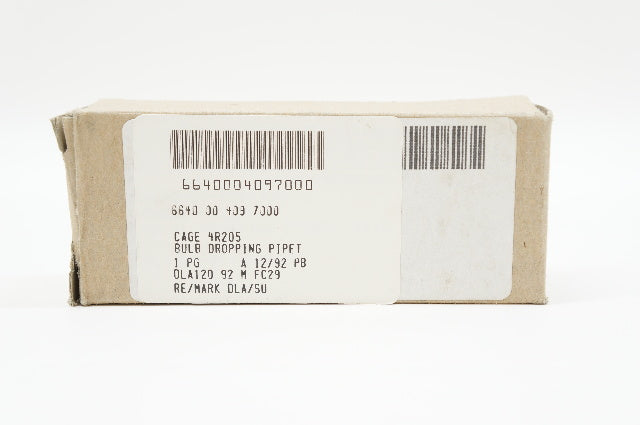 6640004097000
6640 00 409 7000
CAGE 4R205
BULB DROPPING PIPET
1 PG A 12/92 PB
OLA120 92 M FC29
RE/MARK DLA/SU